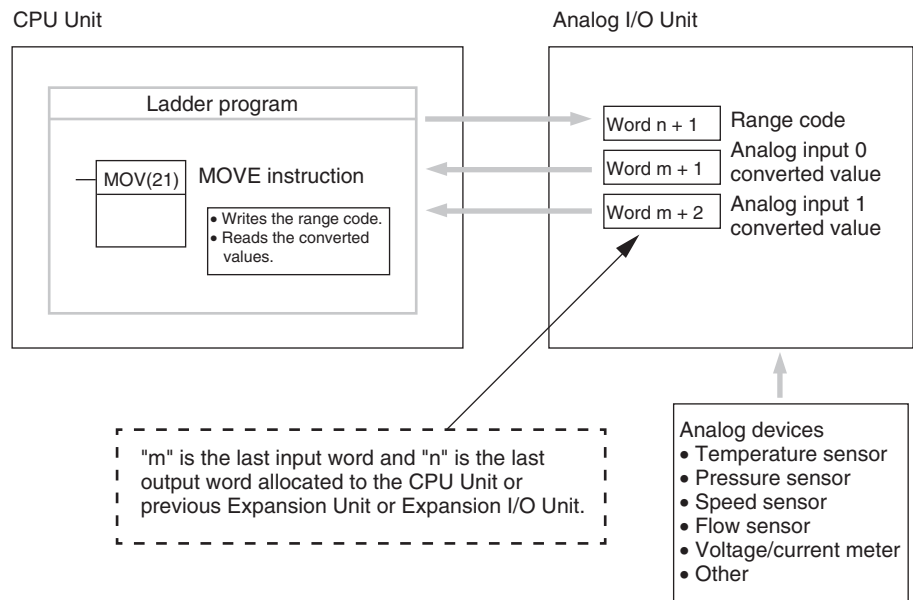 CPU Unit
Analog I/O Unit
Ladder program
MOV(21)
MOVE instruction
• Writes the range code.
• Reads the converted
values.
Word n + 1
Range code
Word m + 1
Analog input 0
converted value
Word m + 2
Analog input 1
converted value
"m" is the last input word and "n" is the last
output word allocated to the CPU Unit or
previous Expansion Unit or Expansion I/O Unit.
Analog devices
• Temperature sensor
• Pressure sensor
• Speed sensor
• Flow sensor
• Voltage/current meter
• Other